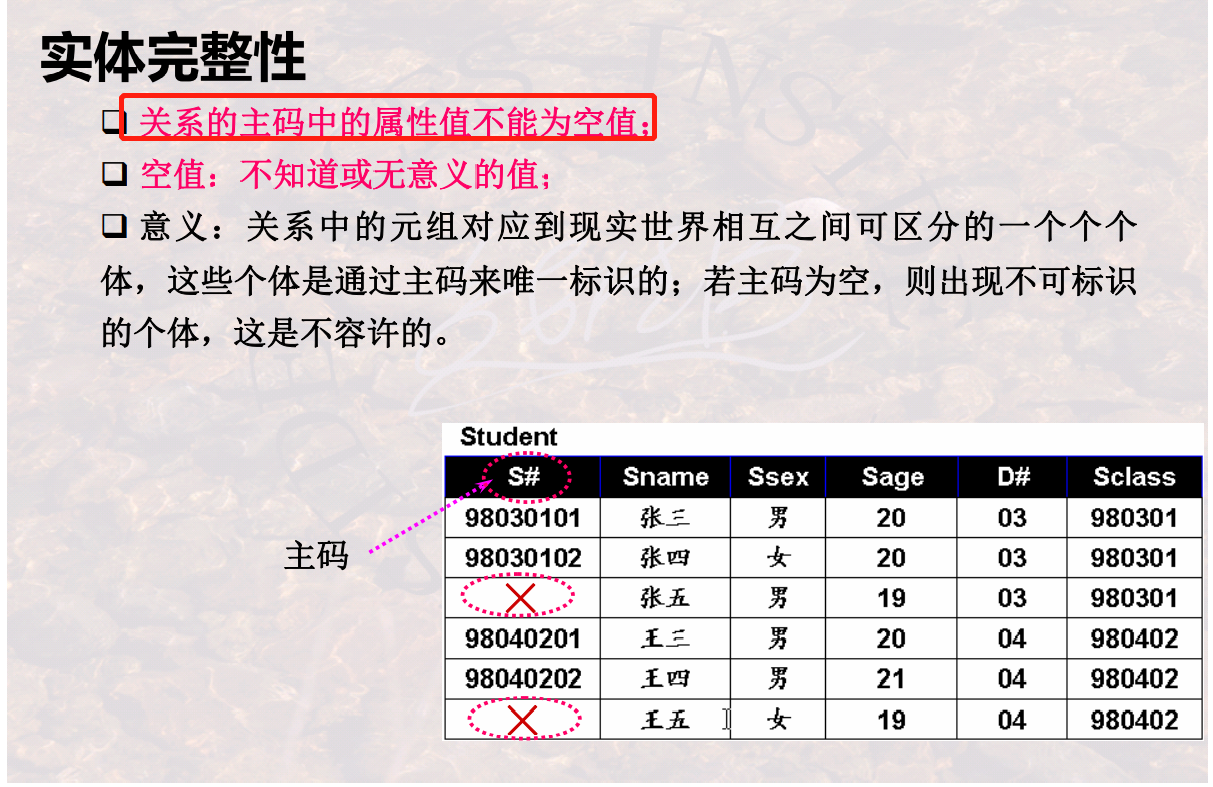 实体完整性
❑ 关系的主码中的属性值不能为空值；
❑ 空值：不知道或无意义的值；
❑ 意义：关系中的元组对应到现实世界相互之间可区分的一个个个
体，这些个体是通过主码来唯一标识的；若主码为空，则出现不可标识
的个体，这是不容许的。
Student
S# Sname Ssex Sage D# Sclass
98030101 张三 男 20 03 980301
主码
98030102 张四 女 20 03 980301
张五 男 19 03 980301
98040201 王三 男 20 04 980402
98040202 王四 男 21 04 980402
王五 女 19 04 980402